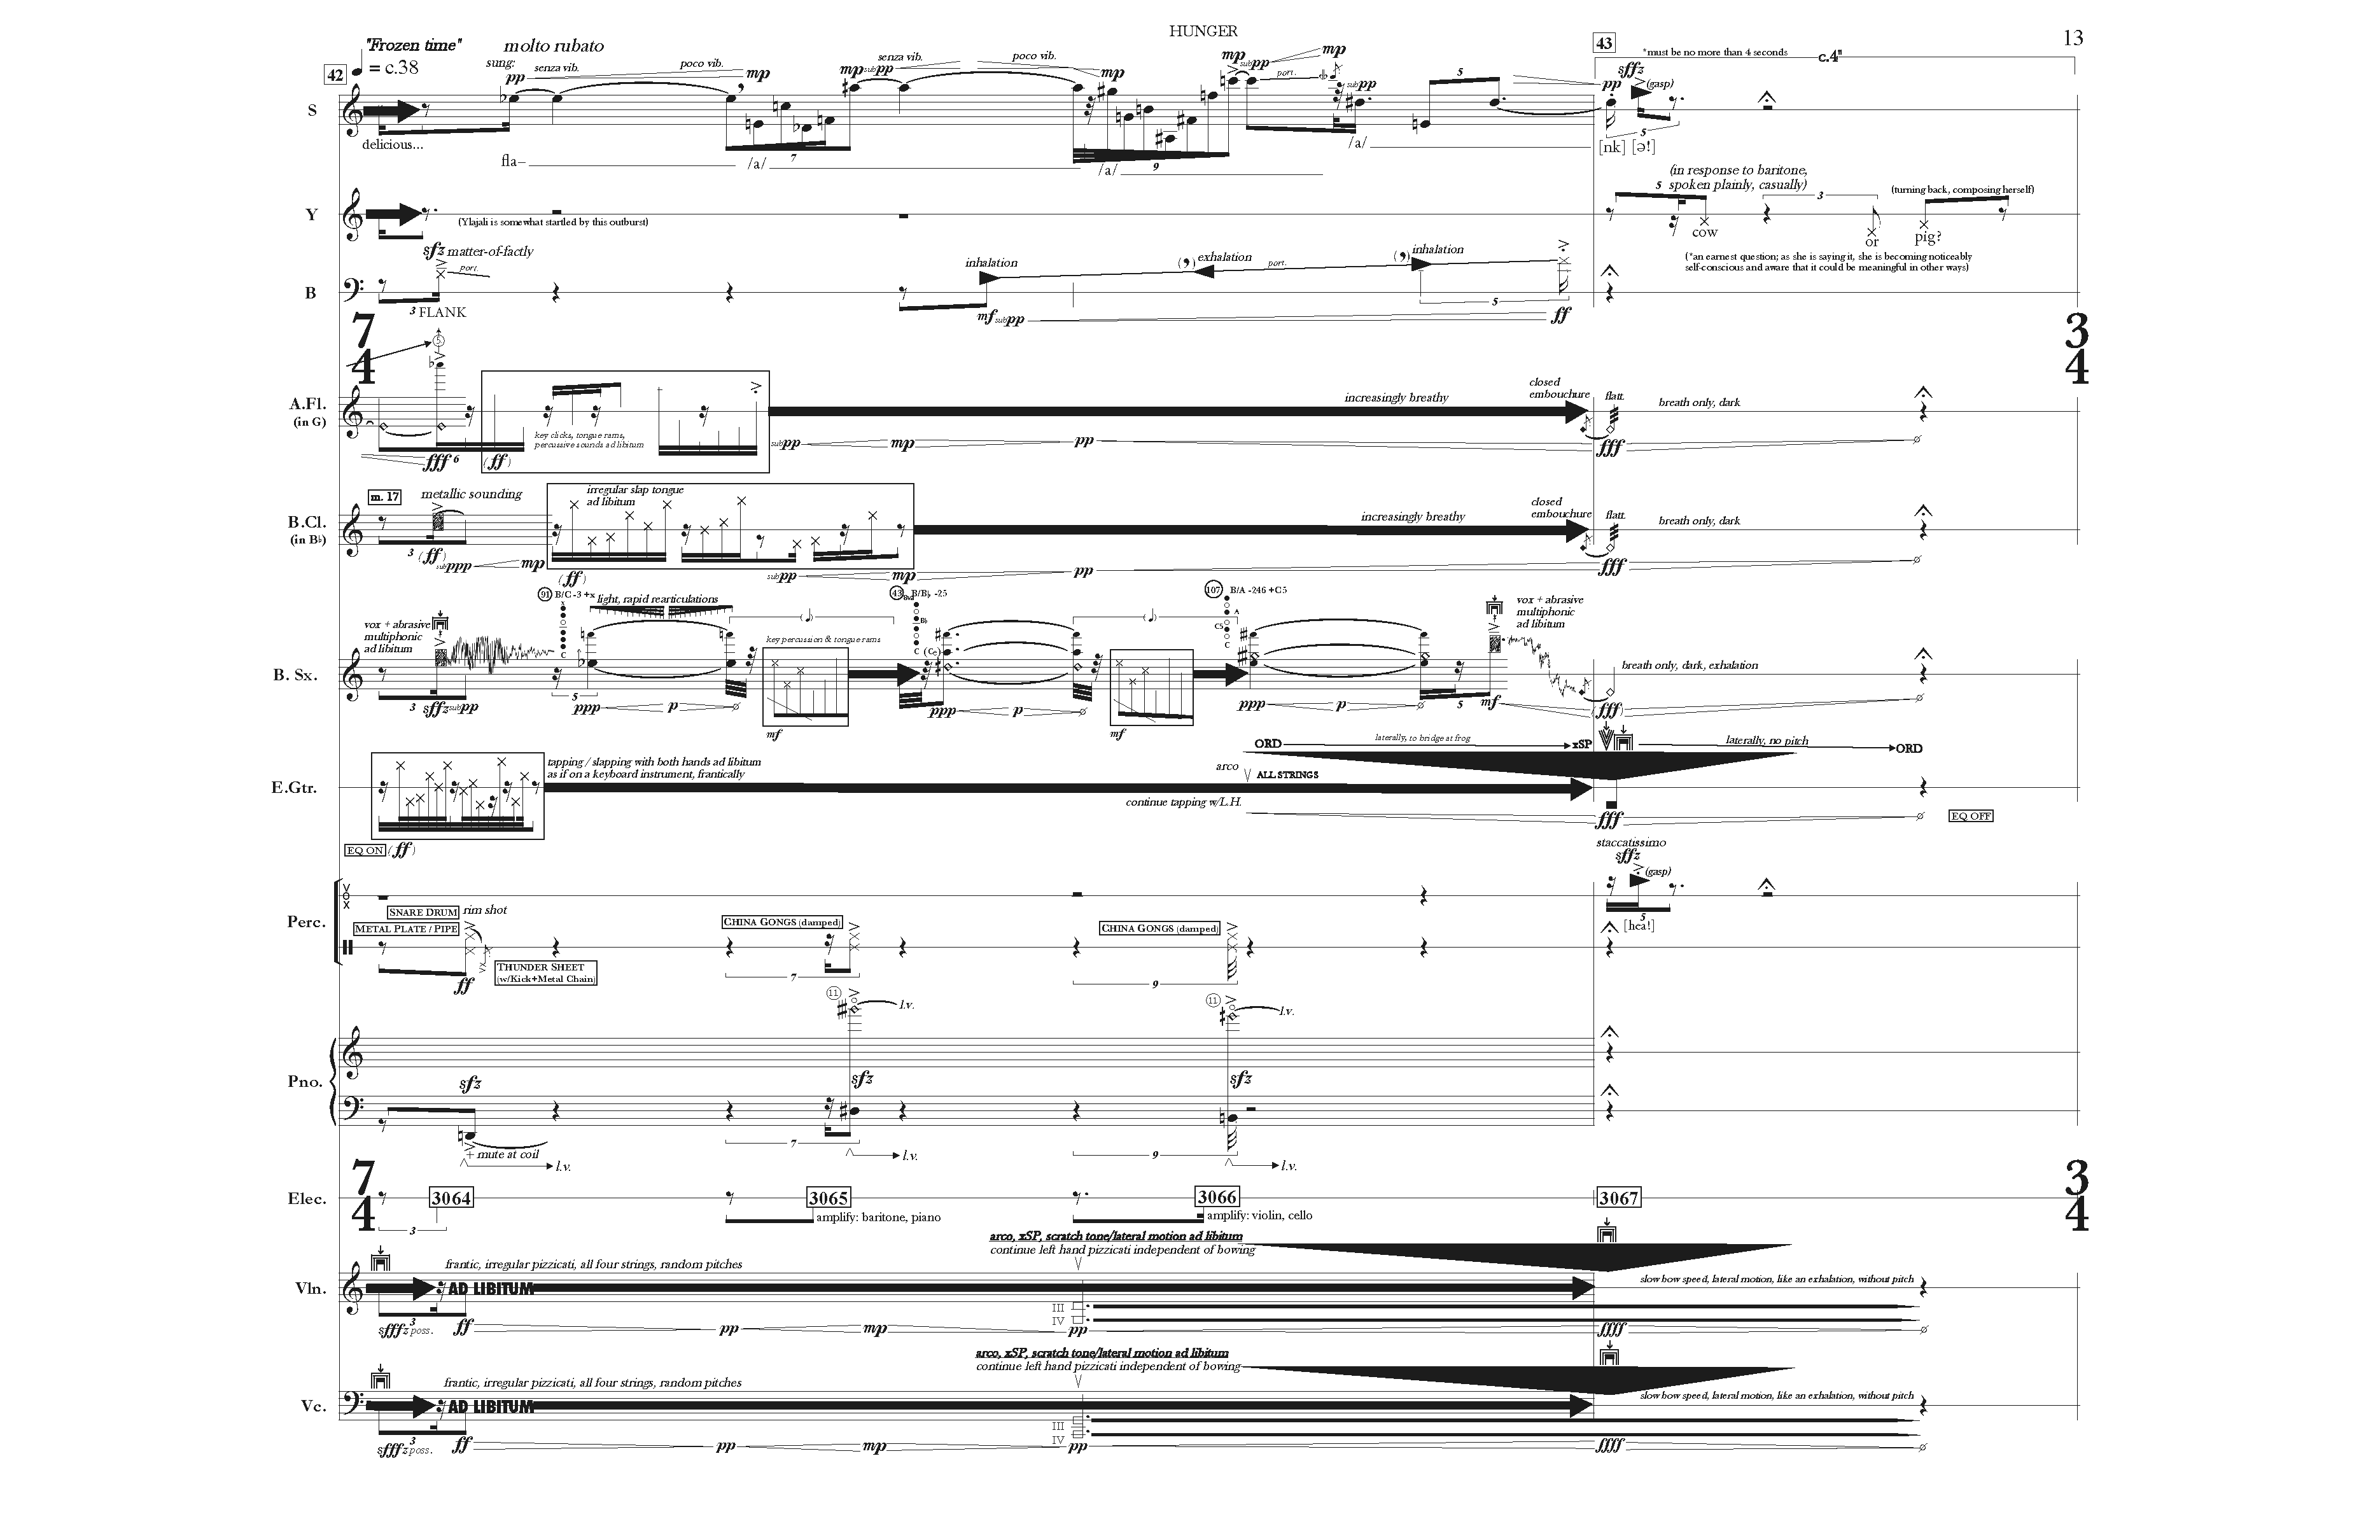 HUNGER
13
42
"Frozen time"
= c.38
molto rubato
43
*must be no more than 4 seconds
c.4"
sung:
pp
senza vib.
poco vib.
mp
mp sub pp
senza vib.
poco vib.
mp
mp sub pp
port.
mp
sub pp
5
pp
sffz
(gasp)
S
delicious...
fla-
/a/
7
/a/
9
/a/
[nk] [ə!]
5
(in response to baritone,
spoken plainly, casually)
5
3
(turning back, composing herself)
Y
(Ylajali is somewhat startled by this outburst)
cow
or
pig?
(*an earnest question; as she is saying it, she is becoming noticeably
self-conscious and aware that it could be meaningful in other ways)
sfz matter-of-factly
port.
inhalation
exhalation
port.
inhalation
B
3 FLANK
mf sub pp
5
ff
7
4
3
4
5
A.Fl.
(in G)
key clicks, tongue rams,
percussive sounds ad libitum
increasingly breathy
closed
embouchure
flatt.
breath only, dark
fff 6
(ff)
sub pp
mp
pp
fff
m. 17
metallic sounding
irregular slap tongue
ad libitum
B.Cl.
(in B♭)
increasingly breathy
closed
embouchure
flatt.
breath only, dark
3
(ff)
sub ppp
mp
(ff)
sub pp
mp
pp
fff
vox + abrasive
multiphonic
ad libitum
91 B/C -3 +x
light, rapid rearticulations
43 B/B♭ -25
107 B/A -246 +C5
vox + abrasive
multiphonic
ad libitum
key percussion & tongue rams
B. Sx.
breath only, dark, exhalation
3
sffz sub pp
5
ppp
p
mf
ppp
p
mf
ppp
p
5
mf
(fff)
E.Gtr.
tapping / slapping with both hands ad libitum
as if on a keyboard instrument, frantically
arco
ORD
laterally, to bridge at frog
xSP
ALL STRINGS
laterally, no pitch
ORD
continue tapping w/L.H.
fff
EQ OFF
EQ ON (ff)
staccatissimo
sffz
(gasp)
VOX
Perc.
5
[hea!]
SNARE DRUM rim shot
METAL PLATE / PIPE
CHINA GONGS (damped)
CHINA GONGS (damped)
THUNDER SHEET
(w/Kick+Metal Chain)
ff
7
9
11
l.v.
11
l.v.
Pno.
sfz
sfz
sfz
+ mute at coil
l.v.
7
l.v.
9
l.v.
7
4
3
4
Elec.
3064
3065
3066
3067
3
amplify: baritone, piano
amplify: violin, cello
arco, xSP, scratch tone/lateral motion ad libitum
continue left hand pizzicati independent of bowing
Vln.
frantic, irregular pizzicati, all four strings, random pitches
AD LIBITUM
slow bow speed, lateral motion, like an exhalation, without pitch
III
IV
3
sfffz poss.
ff
pp
mp
pp
ffff
arco, xSP, scratch tone/lateral motion ad libitum
continue left hand pizzicati independent of bowing
Vc.
frantic, irregular pizzicati, all four strings, random pitches
AD LIBITUM
slow bow speed, lateral motion, like an exhalation, without pitch
III
IV
3
sfffz poss.
ff
pp
mp
pp
ffff